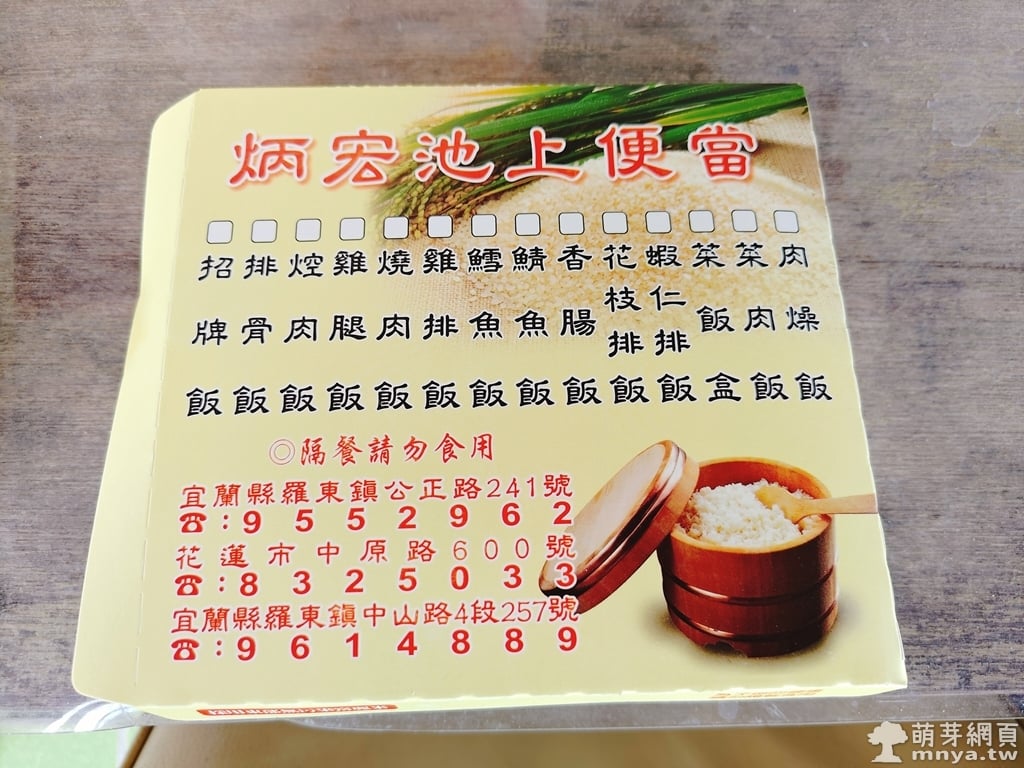 炳宏池上便當
招牌飯
排骨飯
焢肉飯
雞腿飯
燒肉飯
雞排飯
鱈魚飯
鯖魚飯
香腸飯
花枝排飯
蝦仁排飯
菜飯盒
菜肉飯
肉燥飯
◎隔餐請勿食用
宜蘭縣羅東鎮公正路241號
☎:9552962
花蓮市中原路600號
☎:8325033
宜蘭縣羅東鎮中山路4段257號
☎:9614889
萌芽網頁
mnya.tw